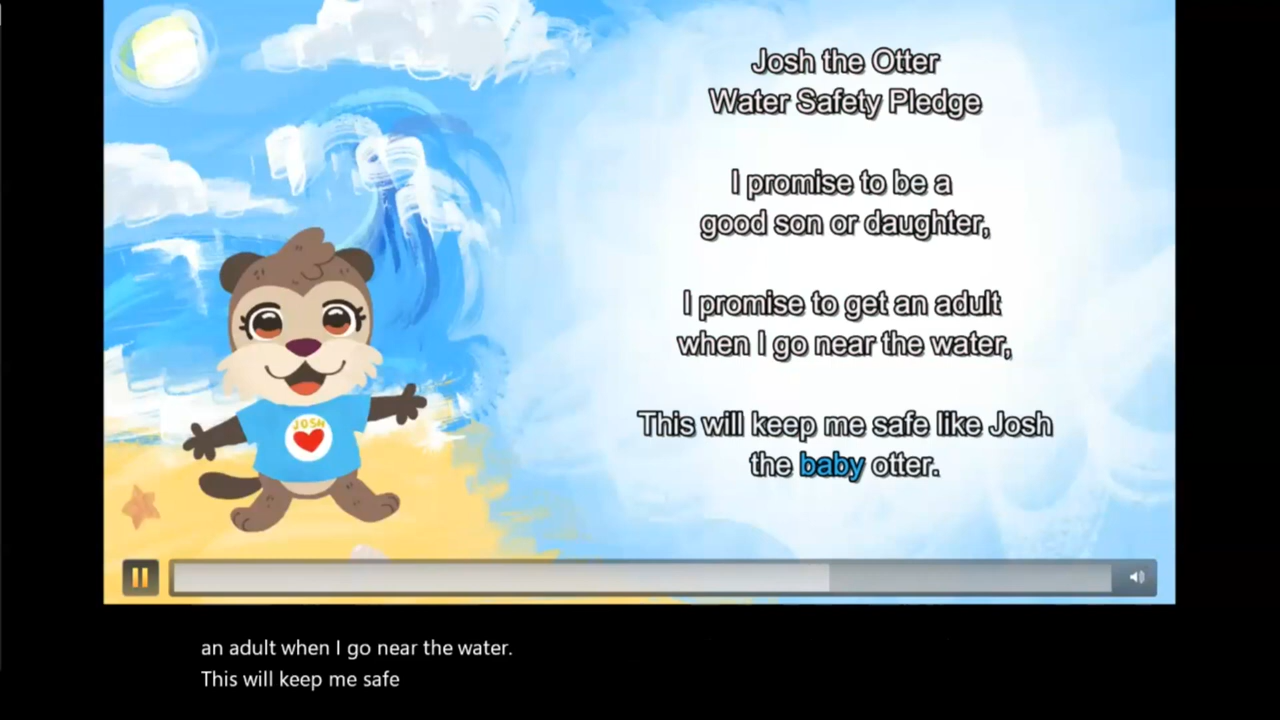 Josh the Otter
Water Safety Pledge
I promise to be a
good son or daughter,
I promise to get an adult
when I go near the water,
This will keep me safe like Josh
the baby otter.
JOSH
an adult when I go near the water.
This will keep me safe